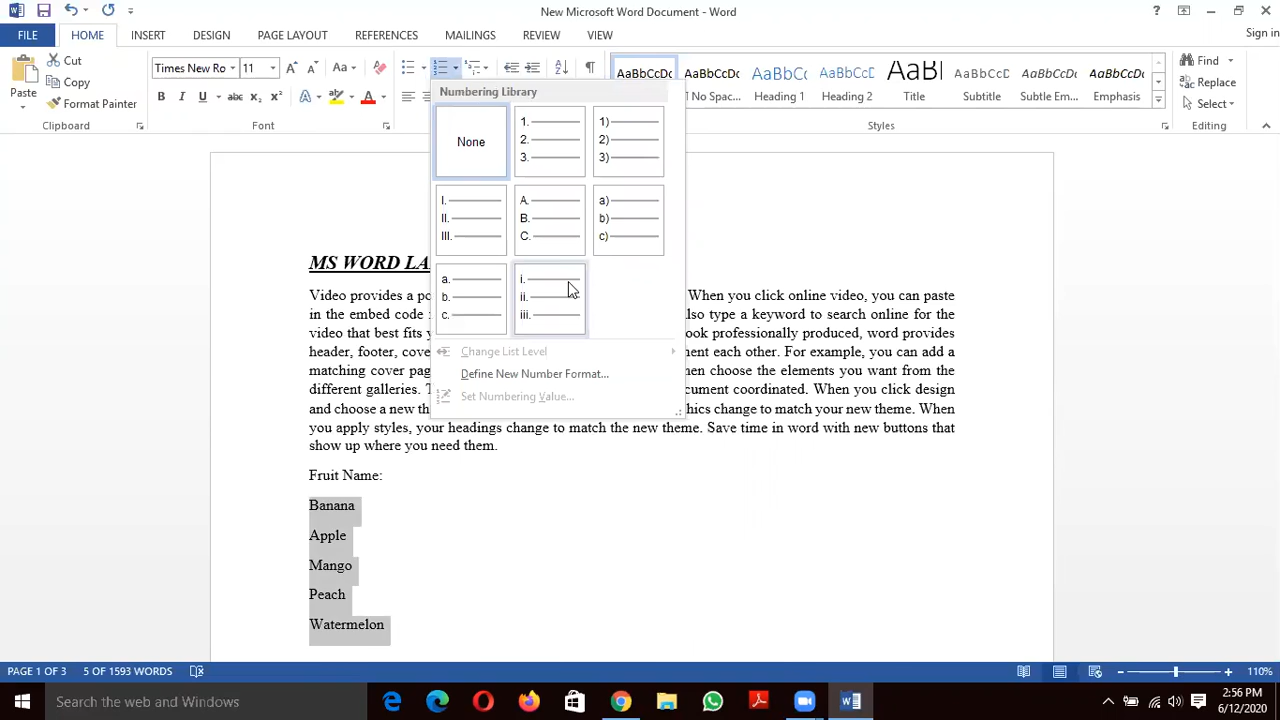 New Microsoft Word Document - Word
Sign in
FILE HOME INSERT DESIGN PAGE LAYOUT REFERENCES MAILINGS REVIEW VIEW
Paste
Cut
Copy
Format Painter
Clipboard
Times New Ro 11 Aa
B I U abc x₂ x² A A
Font
AaBbCcDc AaBbCcDc AaBbCc AaBbCcD AaBl AaBbCcD AaBbCcDc AaBbCcDc
1 No Spac... Heading 1 Heading 2 Title Subtitle Subtle Em... Emphasis
Styles
Find
Replace
Select
Editing
Numbering Library
None
1.
2.
3.
1)
2)
3)
I.
II.
III.
A.
B.
C.
a)
b)
c)
a.
b.
c.
i.
ii.
iii.
Change List Level
Define New Number Format...
Set Numbering Value...
MS WORD LA
Video provides a po When you click online video, you can paste
in the embed code also type a keyword to search online for the
video that best fits ook professionally produced, word provides
header, footer, cove ment each other. For example, you can add a
matching cover pag hen choose the elements you want from the
different galleries. T cument coordinated. When you click design
and choose a new th hics change to match your new theme. When
you apply styles, your headings change to match the new theme. Save time in word with new buttons that
show up where you need them.
Fruit Name:
Banana
Apple
Mango
Peach
Watermelon
PAGE 1 OF 3 5 OF 1593 WORDS 110%
Search the web and Windows
2:56 PM
6/12/2020